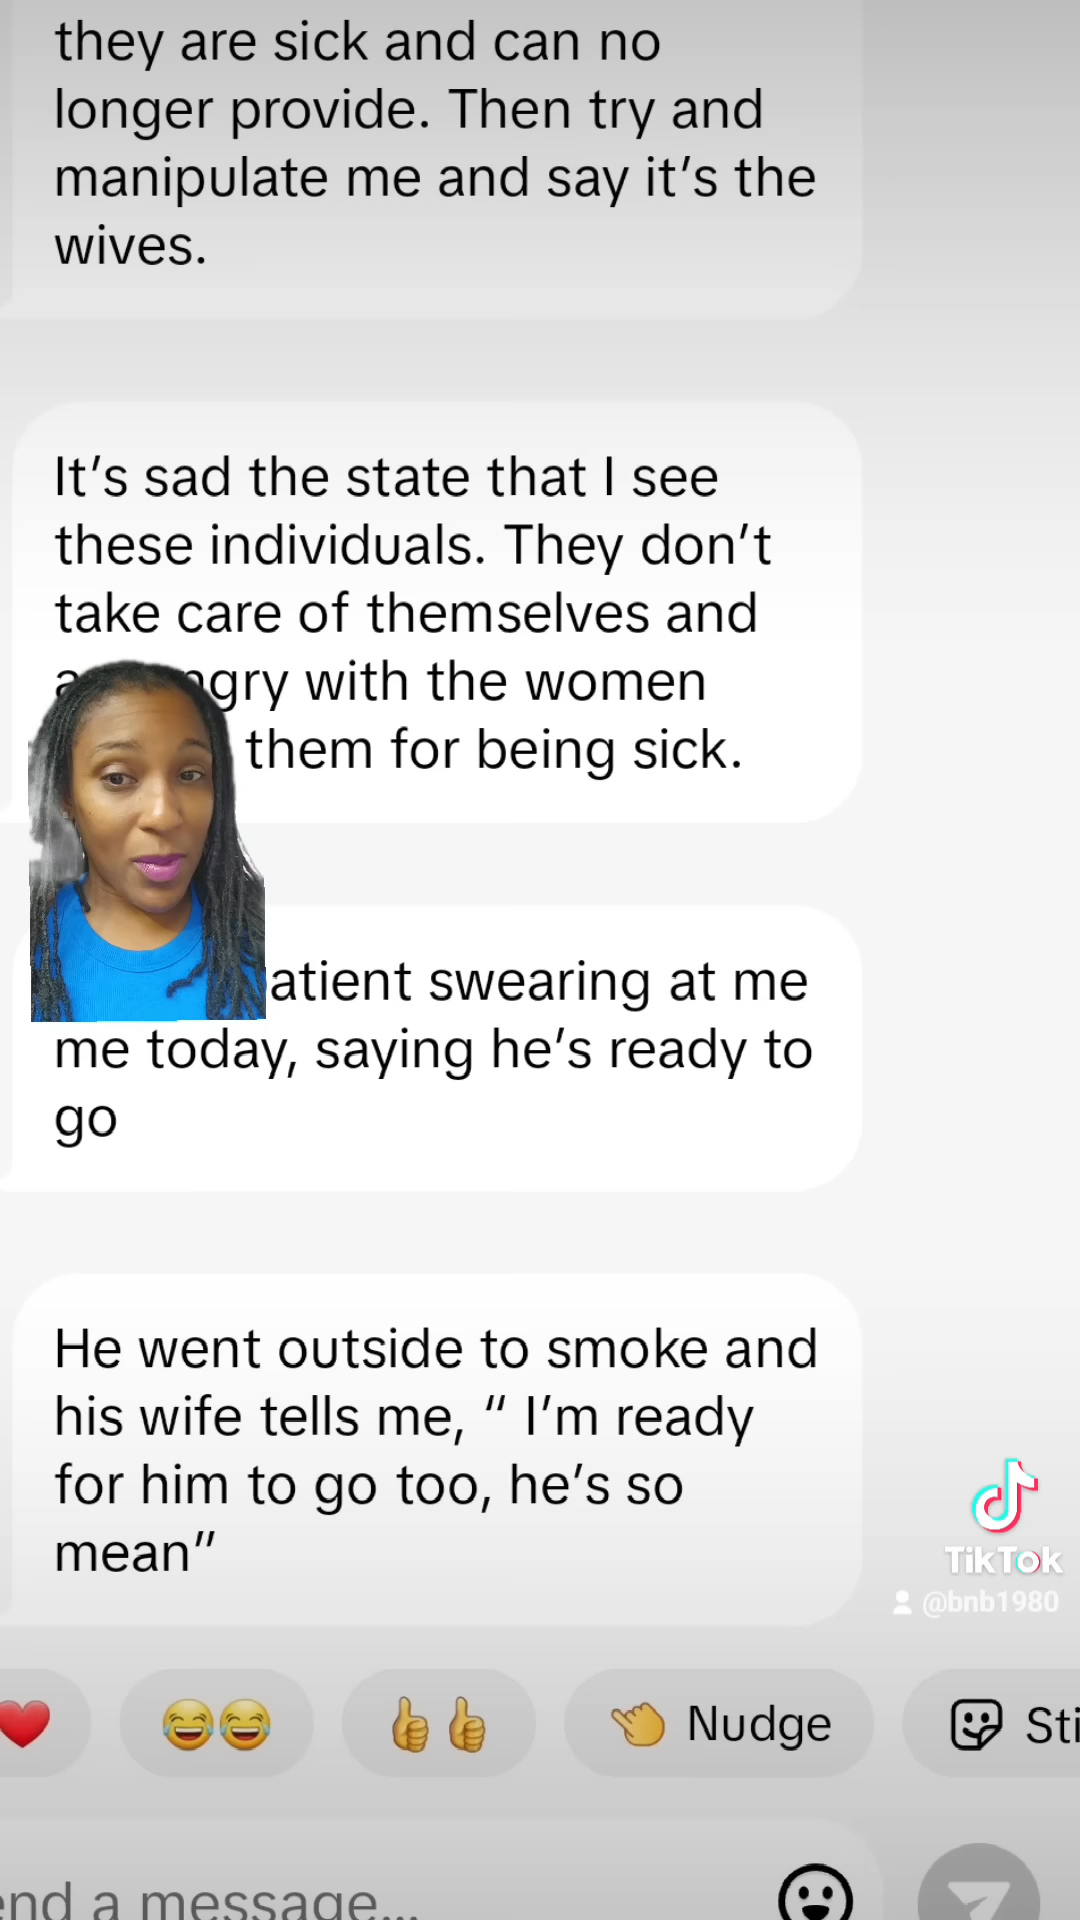 they are sick and can no
longer provide. Then try and
manipulate me and say it’s the
wives.
It’s sad the state that I see
these individuals. They don’t
take care of themselves and
with the women
them for being sick.
swearing at me
me today, saying he’s ready to
go
He went outside to smoke and
his wife tells me, “ I’m ready
for him to go too, he’s so
mean”
TikTok
@bnb1980
Nudge
a message...